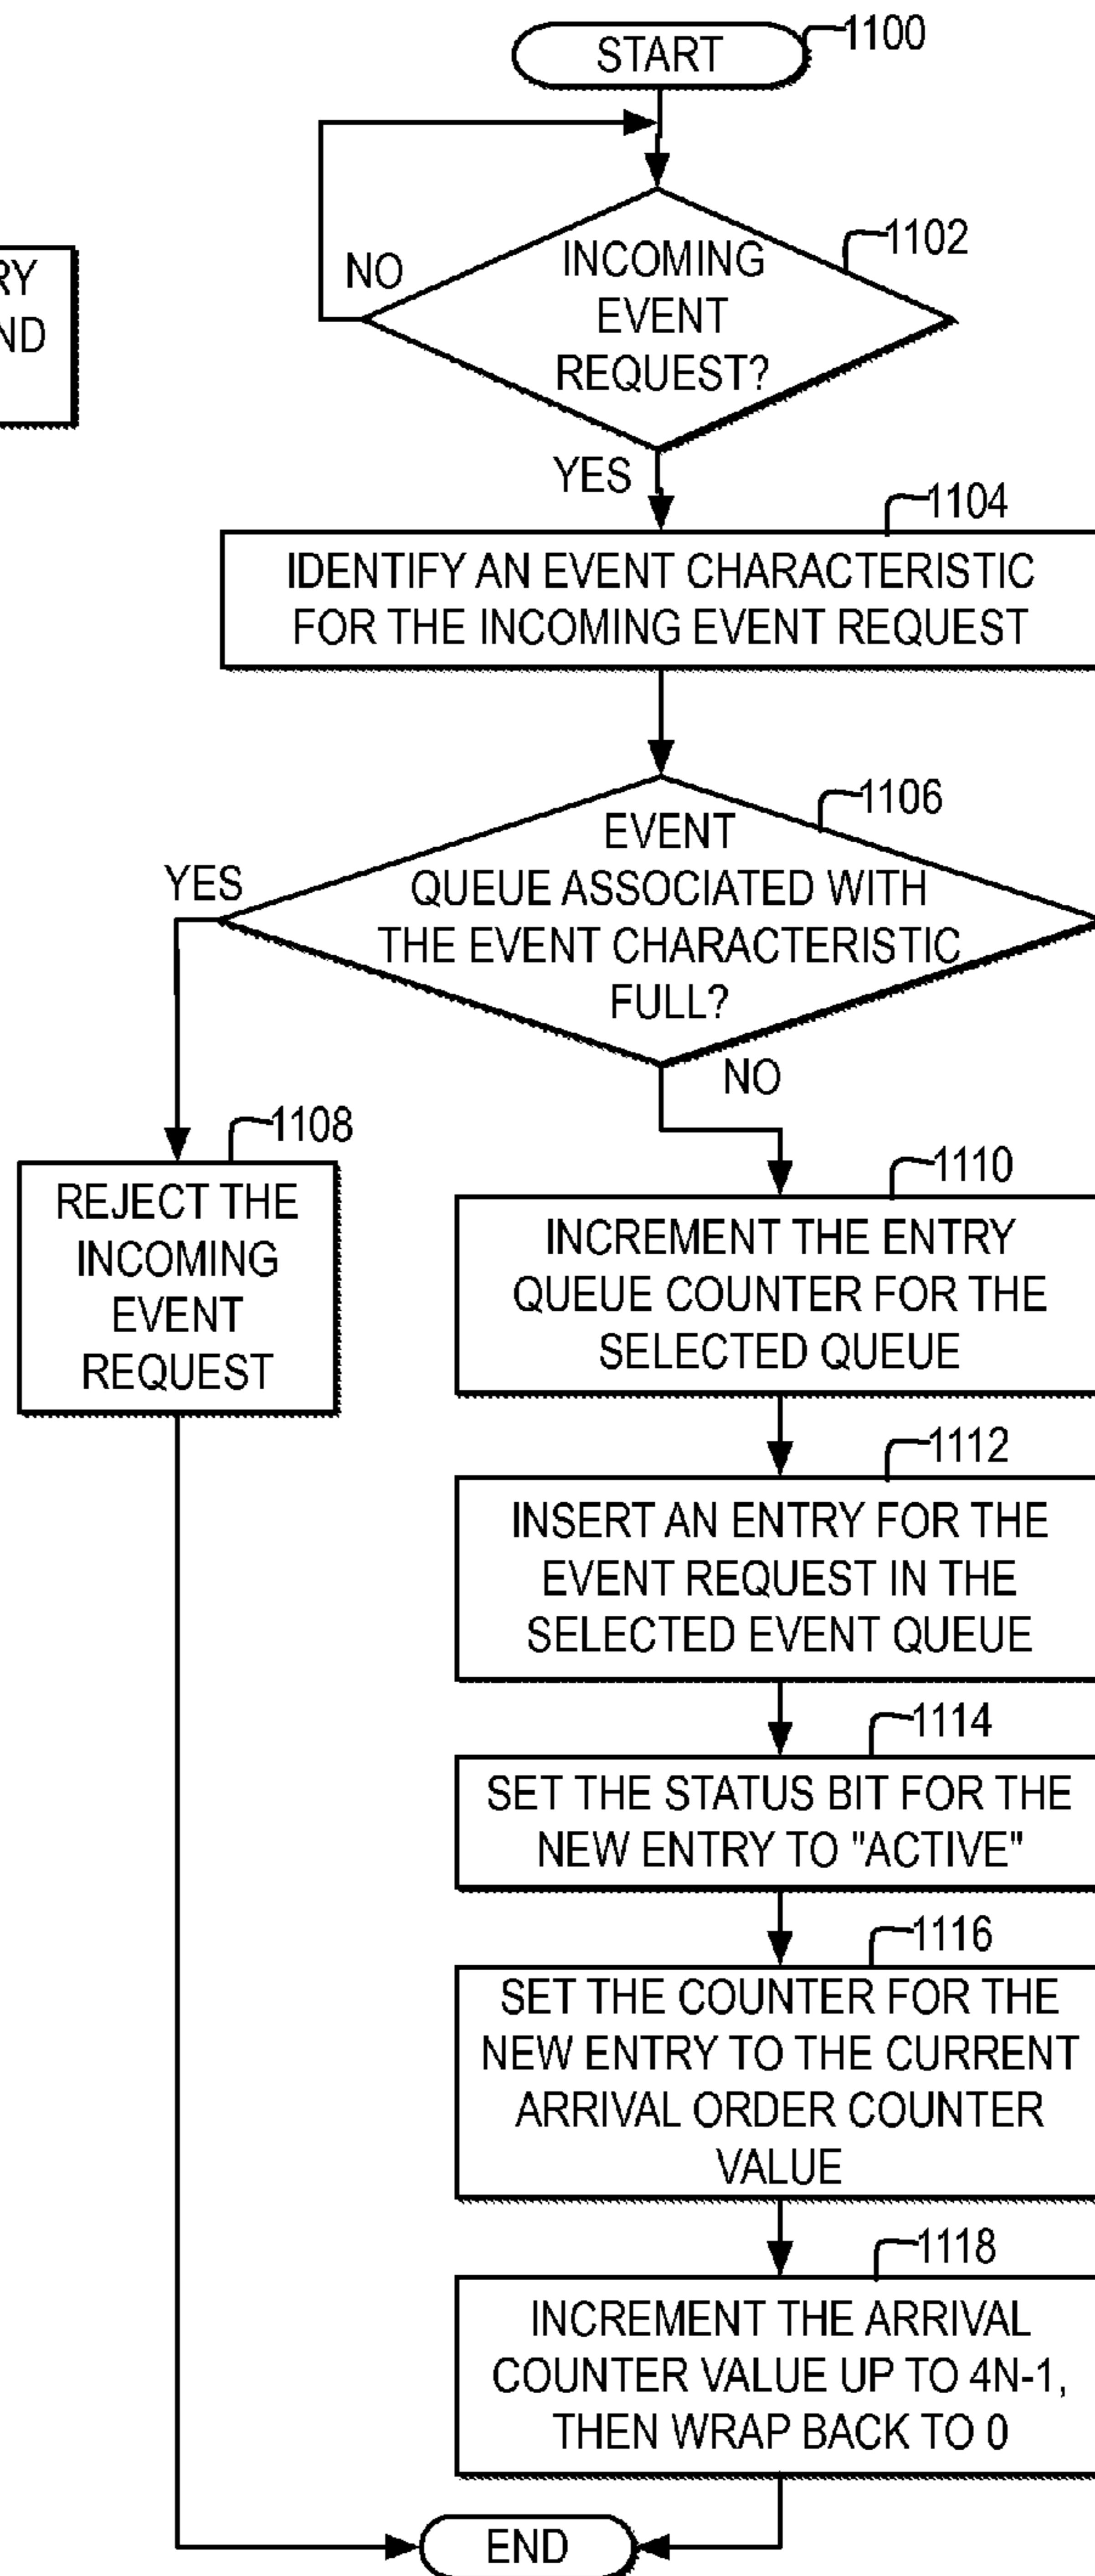 START
1100
INCOMING
EVENT
REQUEST?
1102
NO
YES
1104
IDENTIFY AN EVENT CHARACTERISTIC
FOR THE INCOMING EVENT REQUEST
1106
EVENT
QUEUE ASSOCIATED WITH
THE EVENT CHARACTERISTIC
FULL?
YES
NO
1108
REJECT THE
INCOMING
EVENT
REQUEST
1110
INCREMENT THE ENTRY
QUEUE COUNTER FOR THE
SELECTED QUEUE
1112
INSERT AN ENTRY FOR THE
EVENT REQUEST IN THE
SELECTED EVENT QUEUE
1114
SET THE STATUS BIT FOR THE
NEW ENTRY TO "ACTIVE"
1116
SET THE COUNTER FOR THE
NEW ENTRY TO THE CURRENT
ARRIVAL ORDER COUNTER
VALUE
1118
INCREMENT THE ARRIVAL
COUNTER VALUE UP TO 4N-1,
THEN WRAP BACK TO 0
END